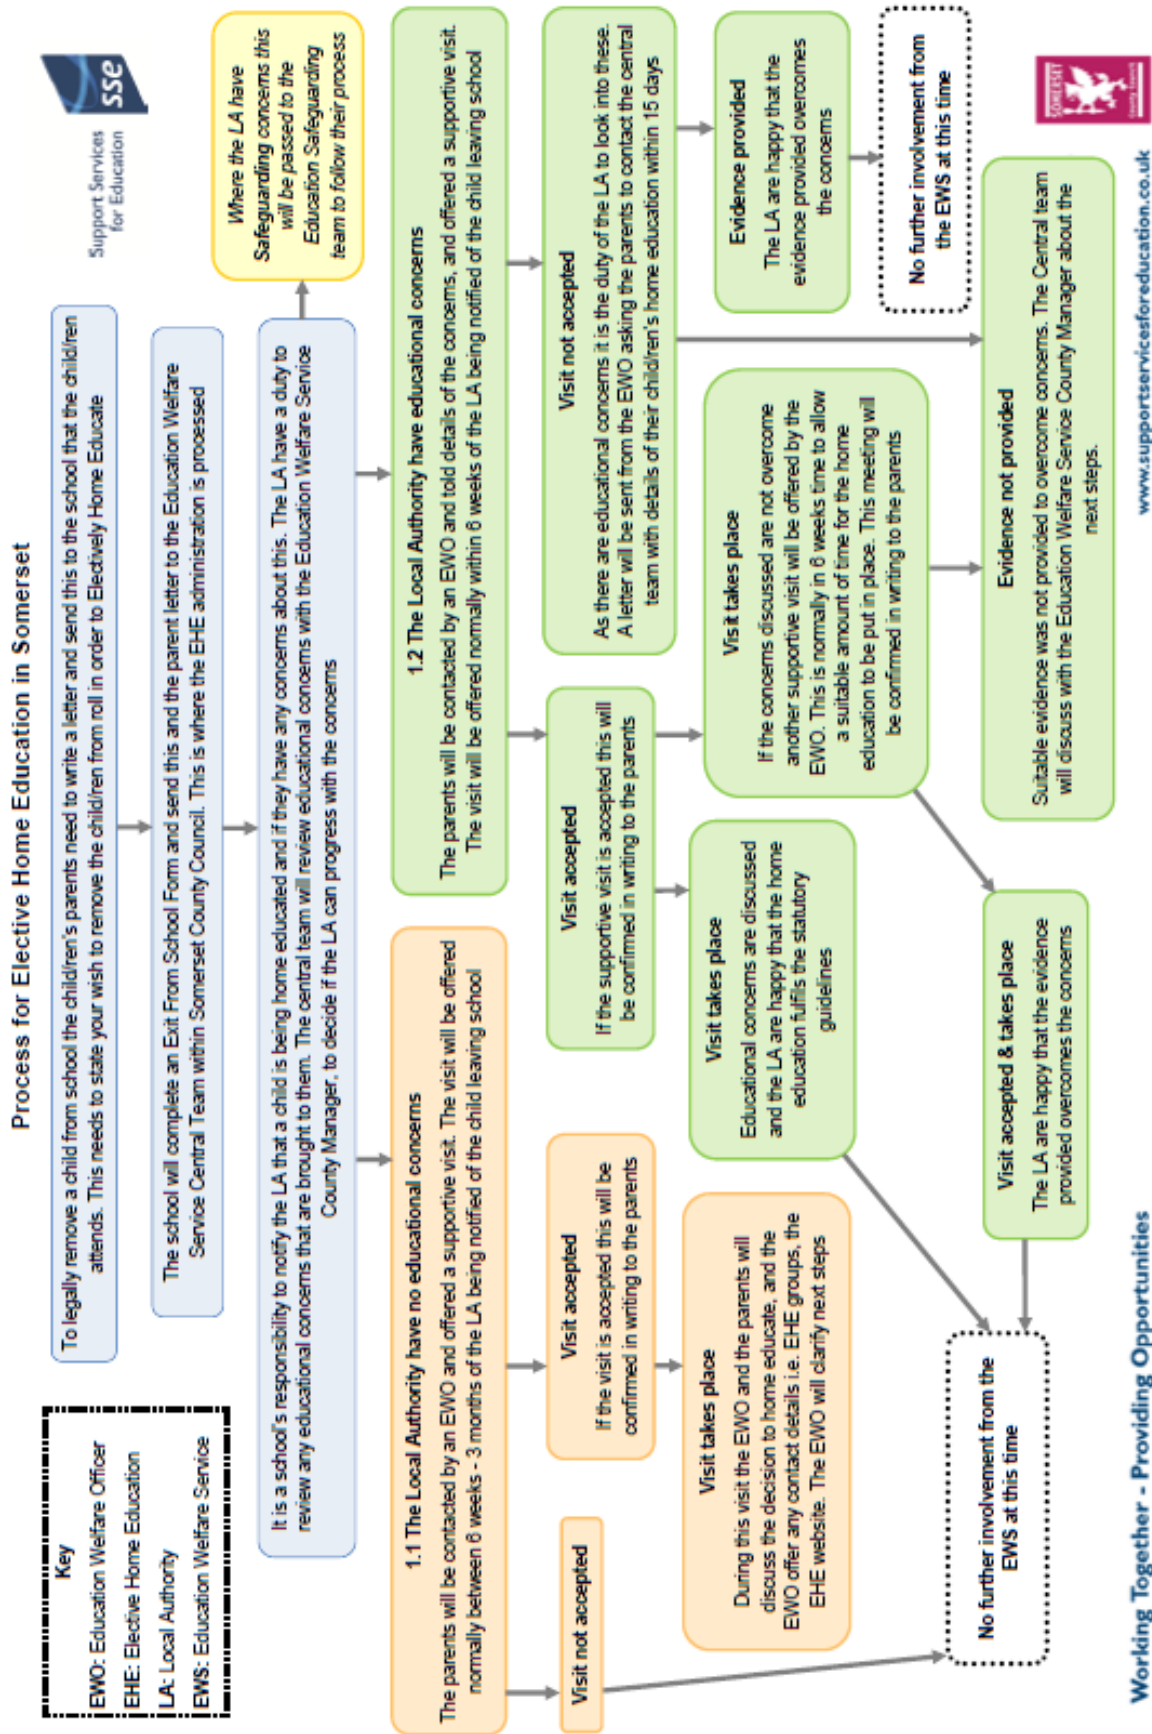 Process for Elective Home Education in Somerset
Key
EWO: Education Welfare Officer
EHE: Elective Home Education
LA: Local Authority
EWS: Education Welfare Service
Support Services
for Education
sse
To legally remove a child from school the child/ren's parents need to write a letter and send this to the school that the child/ren
attends. This needs to state your wish to remove the child/ren from roll in order to Electively Home Educate
The school will complete an Exit From School Form and send this and the parent letter to the Education Welfare
Service Central Team within Somerset County Council. This is where the EHE administration is processed
It is a school's responsibility to notify the LA that a child is being home educated and if they have any concerns about this. The LA have a duty to
review any educational concerns that are brought to them. The central team will review educational concerns with the Education Welfare Service
County Manager, to decide if the LA can progress with the concerns
Where the LA have
Safeguarding concerns this
will be passed to the
Education Safeguarding
team to follow their process
1.1 The Local Authority have no educational concerns
The parents will be contacted by an EWO and offered a supportive visit. The visit will be offered
normally between 6 weeks - 3 months of the LA being notified of the child leaving school
1.2 The Local Authority have educational concerns
The parents will be contacted by an EWO and told details of the concerns, and offered a supportive visit.
The visit will be offered normally within 6 weeks of the LA being notified of the child leaving school
Visit not accepted
Visit accepted
If the visit is accepted this will be
confirmed in writing to the parents
Visit accepted
If the supportive visit is accepted this will
be confirmed in writing to the parents
Visit not accepted
As there are educational concerns it is the duty of the LA to look into these.
A letter will be sent from the EWO asking the parents to contact the central
team with details of their child/ren's home education within 15 days
Visit takes place
During this visit the EWO and the parents will
discuss the decision to home educate, and the
EWO offer any contact details i.e. EHE groups, the
EHE website. The EWO will clarify next steps
Visit takes place
Educational concerns are discussed
and the LA are happy that the home
education fulfills the statutory
guidelines
Visit takes place
If the concerns discussed are not overcome
another supportive visit will be offered by the
EWO. This is normally in 6 weeks time to allow
a suitable amount of time for the home
education to be put in place. This meeting will
be confirmed in writing to the parents
Evidence provided
The LA are happy that the
evidence provided overcomes
the concerns
No further involvement from
the EWS at this time
No further involvement from the
EWS at this time
Visit accepted & takes place
The LA are happy that the evidence
provided overcomes the concerns
Evidence not provided
Suitable evidence was not provided to overcome concerns. The Central team
will discuss with the Education Welfare Service County Manager about the
next steps.
Working Together - Providing Opportunities
www.supportservicesforeducation.co.uk
SOMERSET
County Council